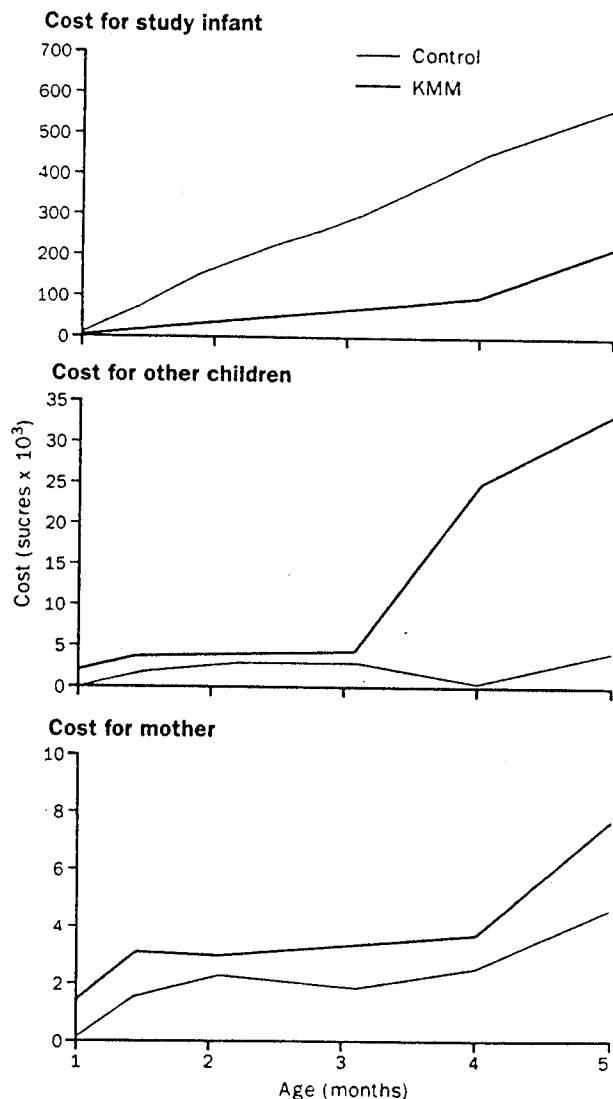 Cost for study infant
700
600
500
400
300
200
100
0
Control
KMM
Cost for other children
35
30
25
20
15
10
5
0
Cost (sucres x 10³)
Cost for mother
10
8
6
4
2
0
1 2 3 4 5
Age (months)